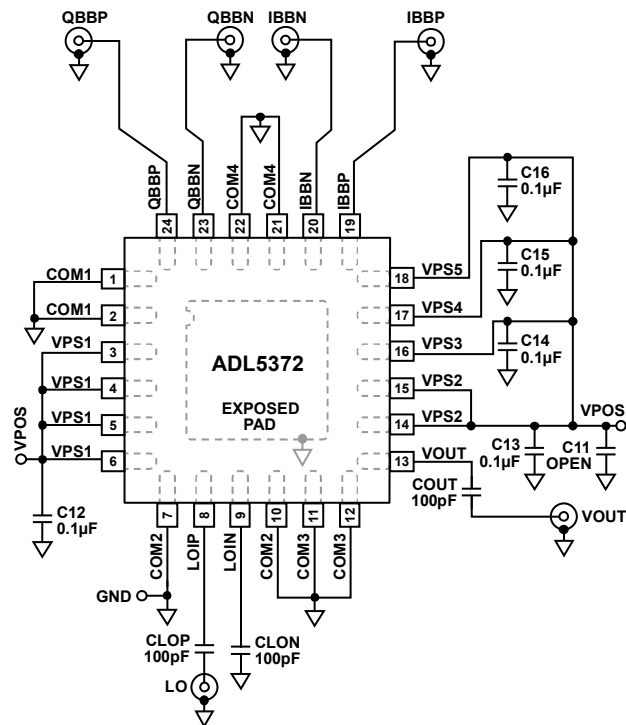 QBBP
QBBN
IBBN
IBBP
QBBP
QBBN
COM4
COM4
IBBN
IBBP
24
23
22
21
20
19
C16
0.1µF
C15
0.1µF
C14
0.1µF
COM1
1
COM1
2
VPS1
3
VPS1
4
VPS1
5
VPS1
6
VPOS
C12
0.1µF
ADL5372
EXPOSED
PAD
18
VPS5
17
VPS4
16
VPS3
15
VPS2
14
VPS2
13
VOUT
VPOS
C13
0.1µF
C11
OPEN
COUT
100pF
VOUT
7
8
9
10
11
12
COM2
LOIP
LOIN
COM2
COM3
COM3
GND
CLOP
100pF
CLON
100pF
LO